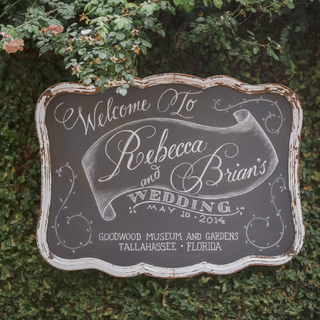 Welcome To
Rebecca
and
Brian's
WEDDING
MAY 10 · 2014
GOODWOOD MUSEUM AND GARDENS
TALLAHASSEE · FLORIDA